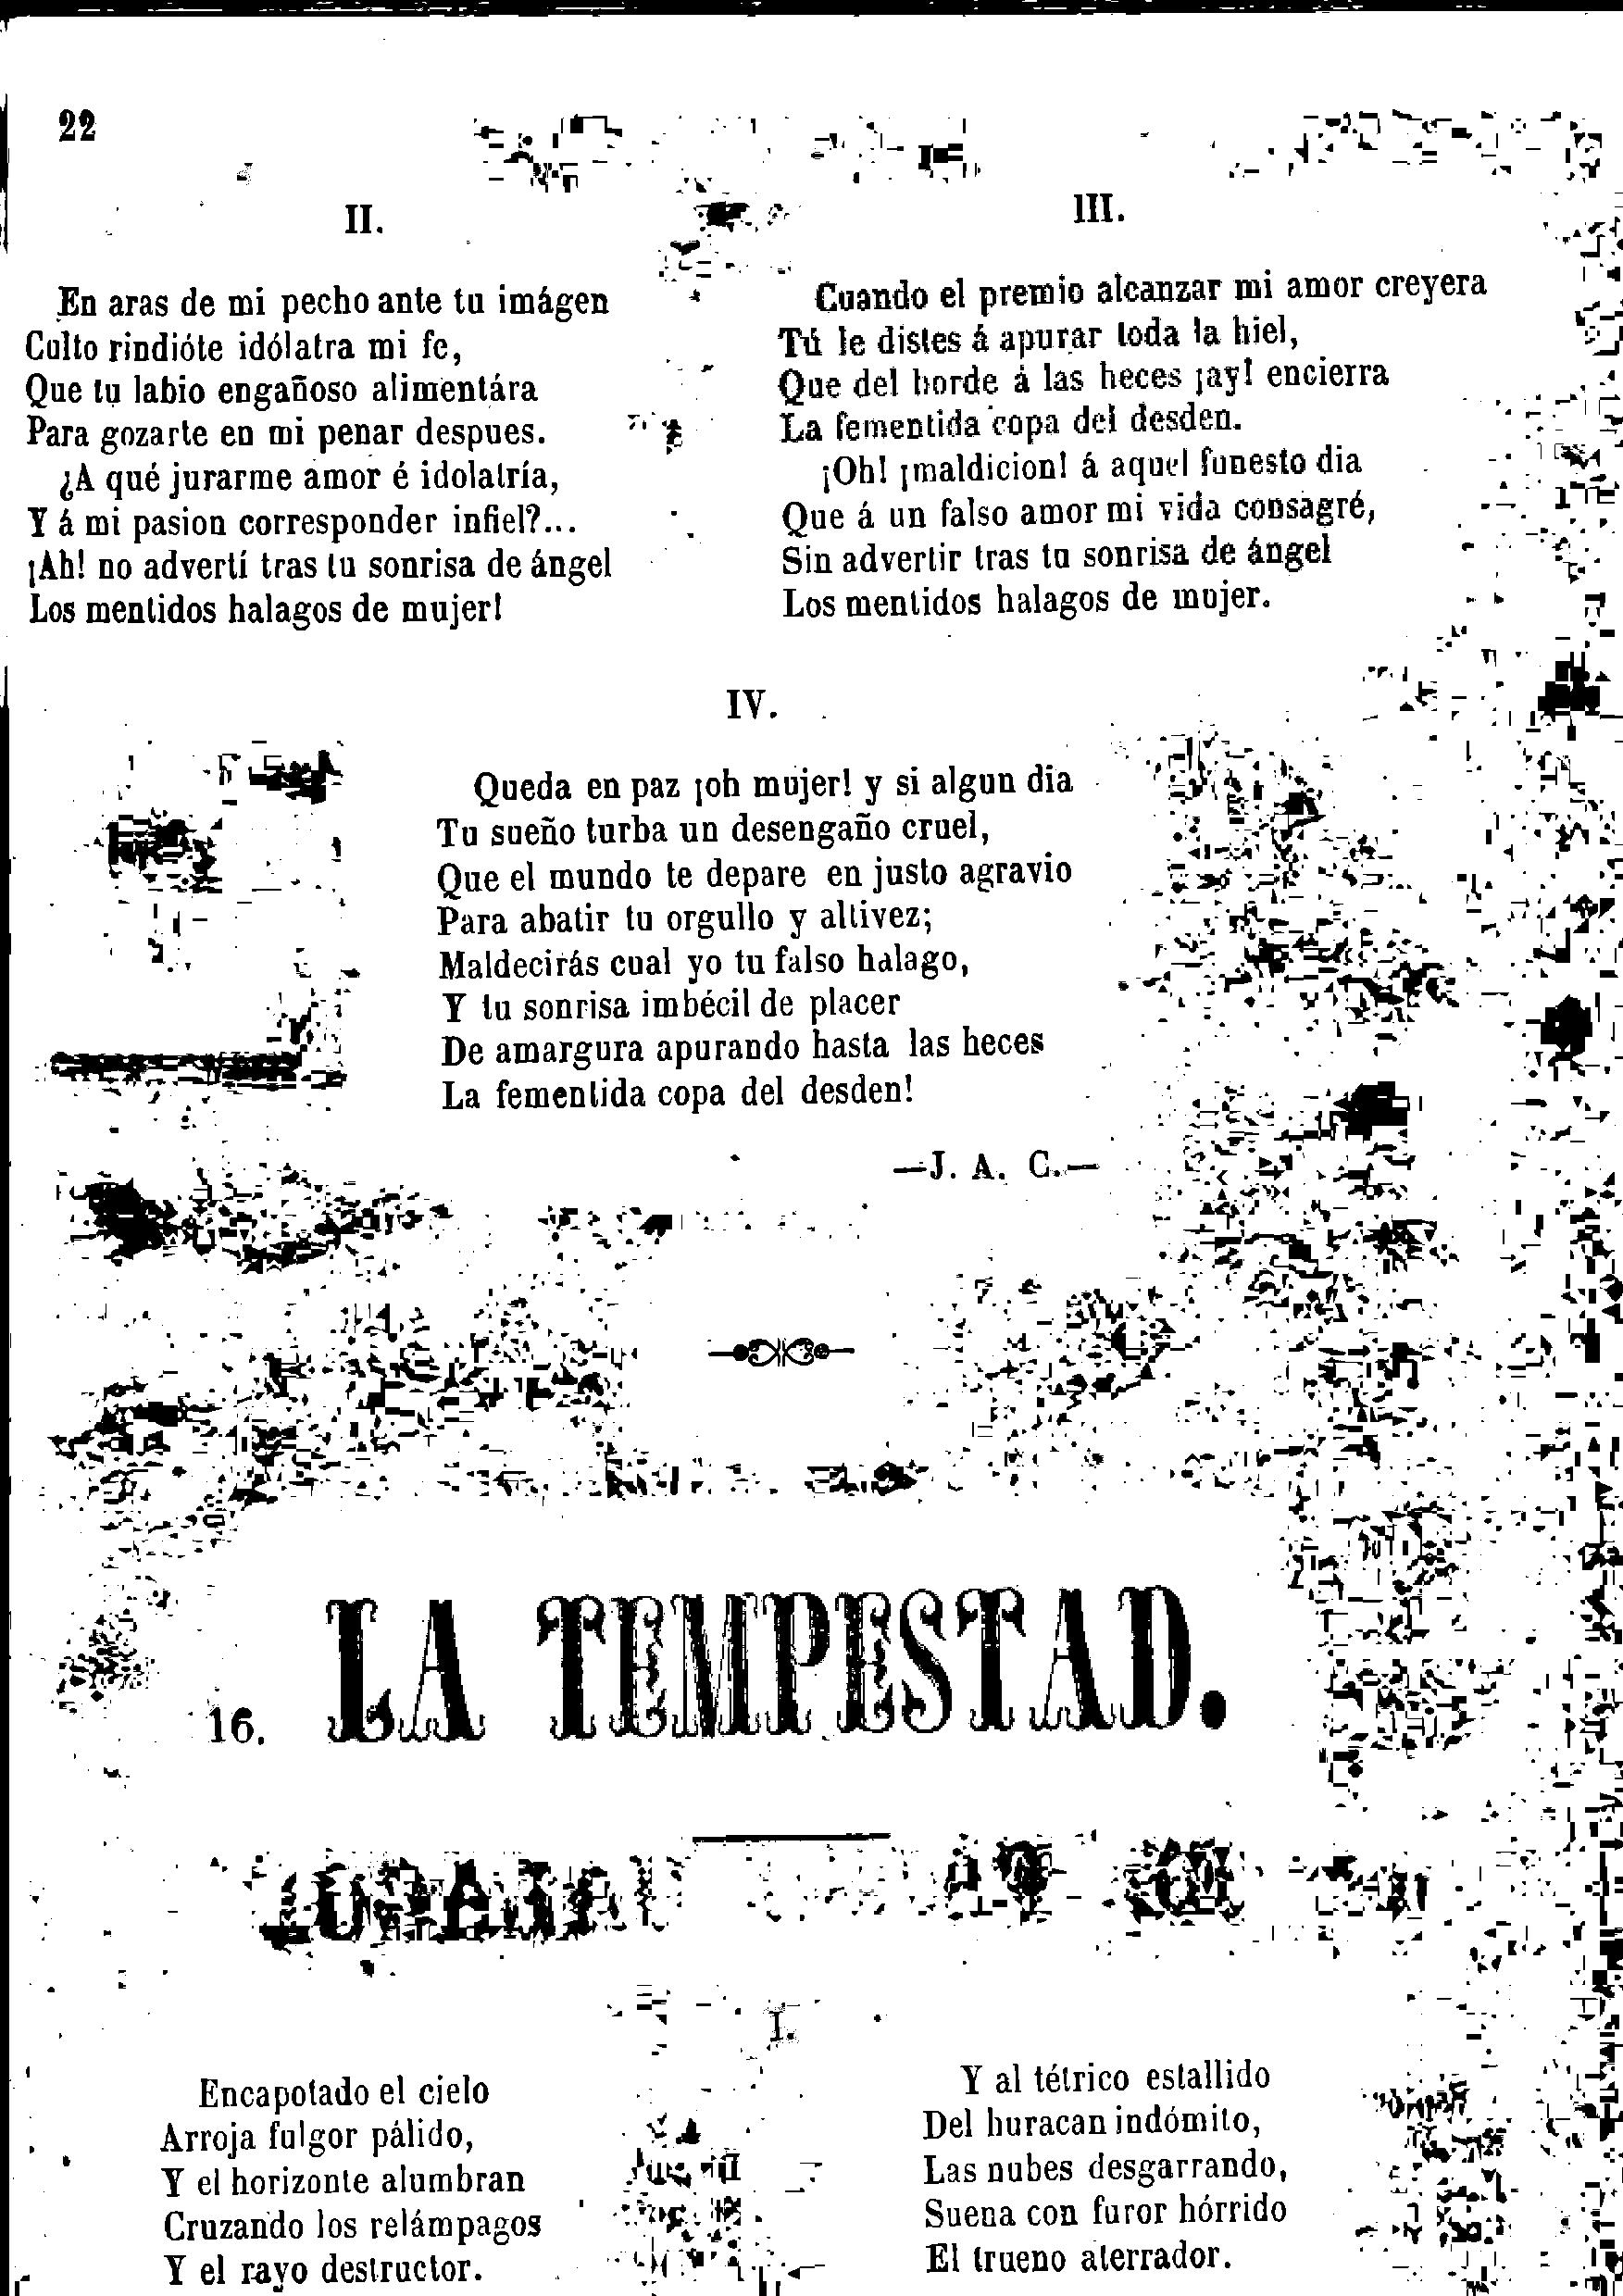 22
II.
En aras de mi pecho ante tu imágen
Culto rindióte idólatra mi fe,
Que tu labio engañoso alimentára
Para gozarte en mi penar despues.
¿A qué jurarme amor é idolatría,
Y á mi pasion corresponder infiel?...
¡Ah! no advertí tras tu sonrisa de ángel
Los mentidos halagos de mujer!
III.
Cuando el premio alcanzar mi amor creyera
Tú le distes á apurar toda la hiel,
Que del borde á las heces ¡ay! encierra
La fementida copa del desden.
¡Oh! ¡maldicion! á aquel funesto dia
Que á un falso amor mi vida consagré,
Sin advertir tras tu sonrisa de ángel
Los mentidos halagos de mujer.
IV.
Queda en paz ¡oh mujer! y si algun dia
Tu sueño turba un desengaño cruel,
Que el mundo te depare en justo agravio
Para abatir tu orgullo y altivez;
Maldecirás cual yo tu falso halago,
Y tu sonrisa imbécil de placer
De amargura apurando hasta las heces
La fementida copa del desden!
—J. A. C.—
16. LA TEMPESTAD.
I.
Encapotado el cielo
Arroja fulgor pálido,
Y el horizonte alumbran
Cruzando los relámpagos
Y el rayo destructor.
Y al tétrico estallido
Del huracan indómito,
Las nubes desgarrando,
Suena con furor hórrido
El trueno aterrador.